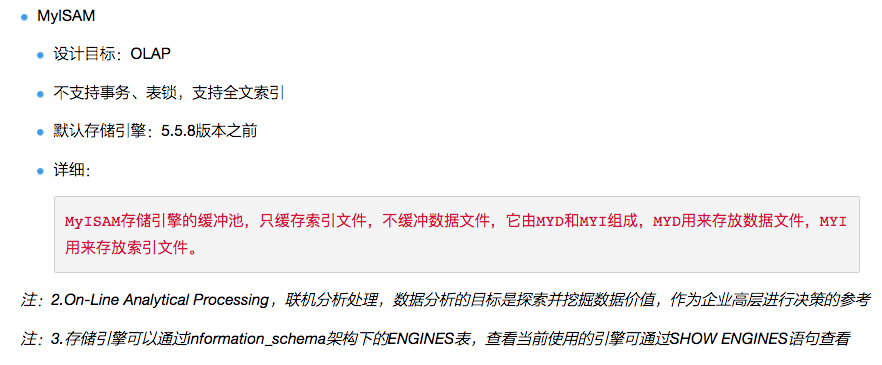 MyISAM
设计目标：OLAP
不支持事务、表锁，支持全文索引
默认存储引擎：5.5.8版本之前
详细：
MyISAM存储引擎的缓冲池，只缓存索引文件，不缓冲数据文件，它由MYD和MYI组成，MYD用来存放数据文件，MYI
用来存放索引文件。
注：2.On-Line Analytical Processing，联机分析处理，数据分析的目标是探索并挖掘数据价值，作为企业高层进行决策的参考
注：3.存储引擎可以通过information_schema架构下的ENGINES表，查看当前使用的引擎可通过SHOW ENGINES语句查看